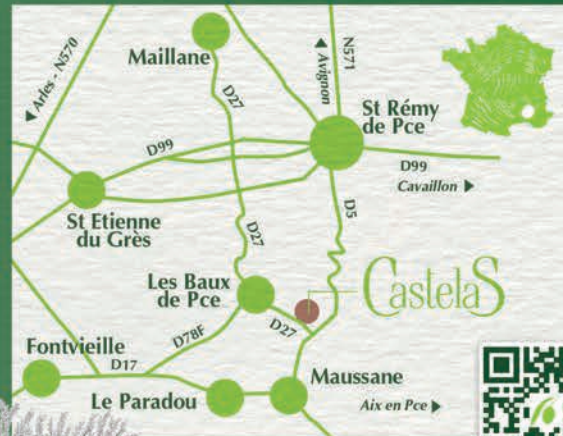 Maillane
◄ Arles - N570
D27
◄ Avignon
N571
St Rémy
de Pce
D99
D99
Cavaillon ►
St Etienne
du Grès
D27
D5
Les Baux
de Pce
CastelaS
D27
D78F
Fontvieille
D17
Le Paradou
Maussane
Aix en Pce ►